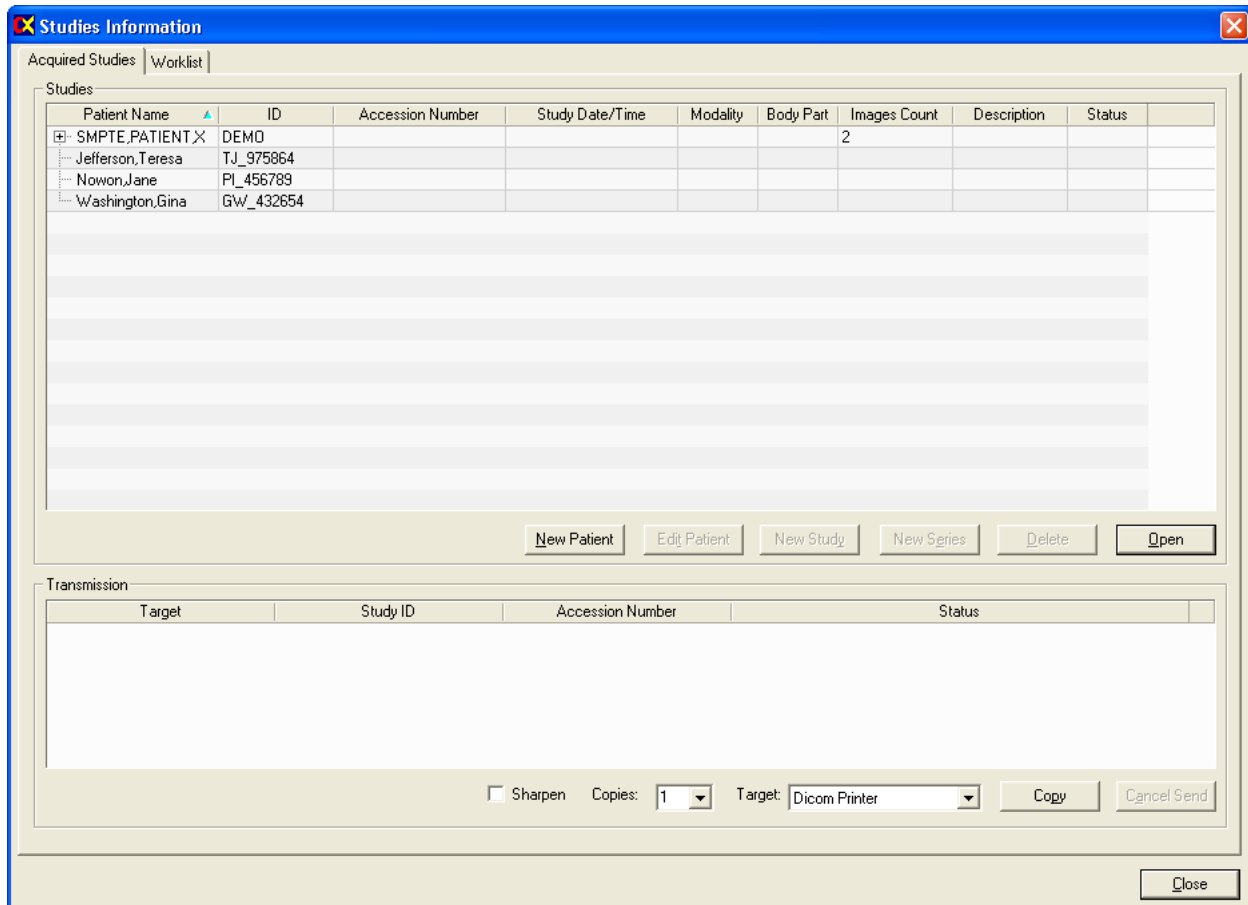 Studies Information
Acquired Studies Worklist
Studies
Patient Name ID Accession Number Study Date/Time Modality Body Part Images Count Description Status
SMPTE,PATIENT,X DEMO 2
Jefferson,Teresa TJ_975864
Nowon,Jane PI_456789
Washington,Gina GW_432654
New Patient Edit Patient New Study New Series Delete Open
Transmission
Target Study ID Accession Number Status
Sharpen Copies: 1 Target: Dicom Printer Copy Cancel Send
Close